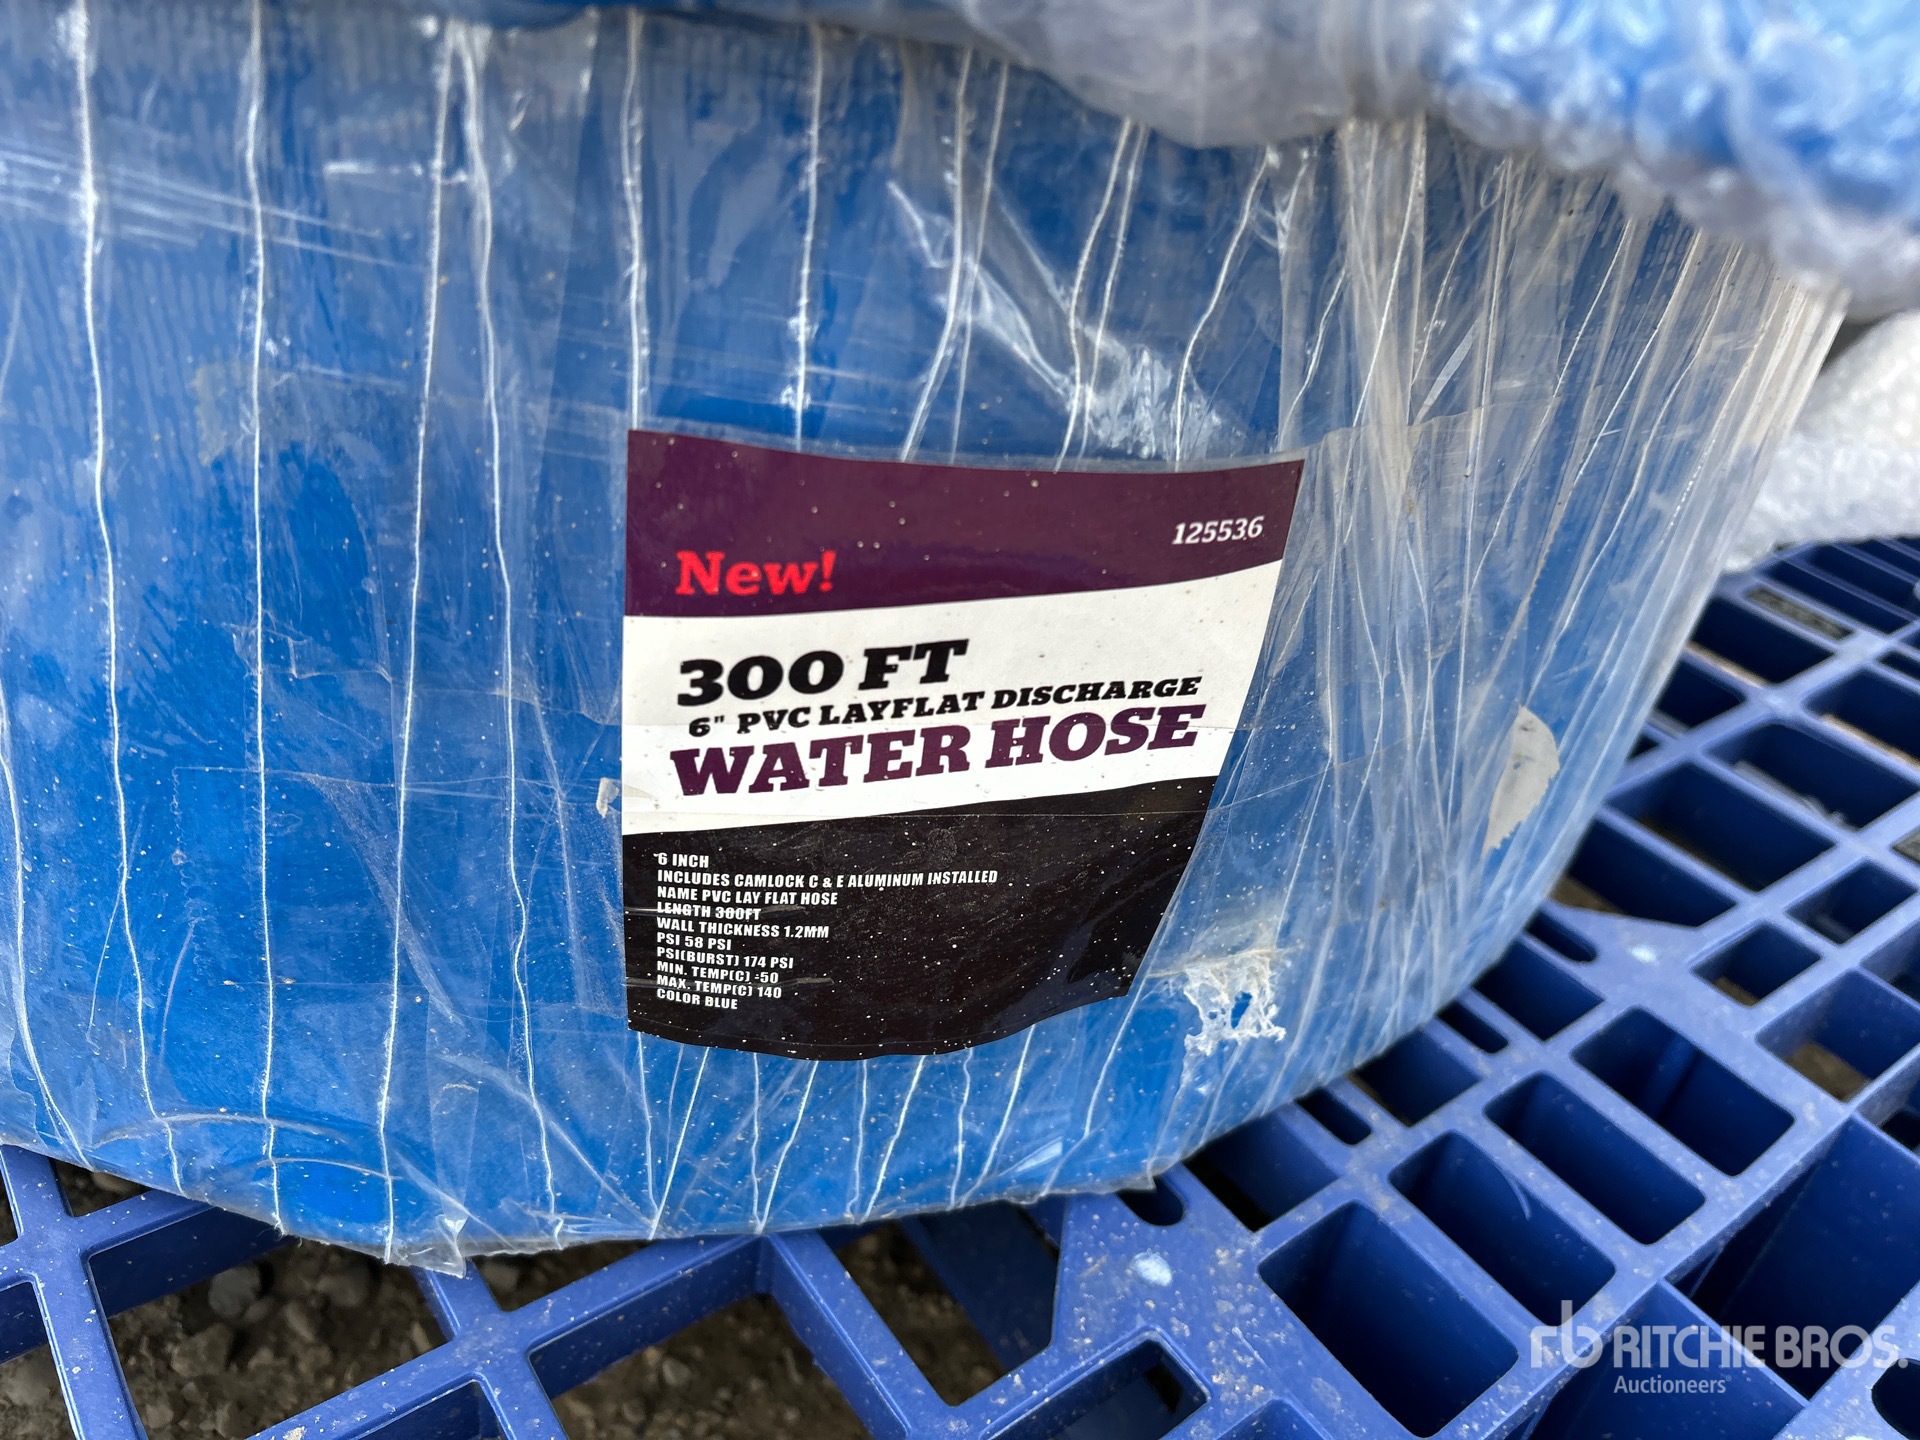 125536
New!
300 FT
6" PVC LAYFLAT DISCHARGE
WATER HOSE
6 INCH
INCLUDES CAMLOCK C & E ALUMINUM INSTALLED
NAME PVC LAY FLAT HOSE
LENGTH 300FT
WALL THICKNESS 1.2MM
PSI 58 PSI
PSI(BURST) 174 PSI
MIN. TEMP(C) -50
MAX. TEMP(C) 140
COLOR BLUE
rb RITCHIE BROS.
Auctioneers